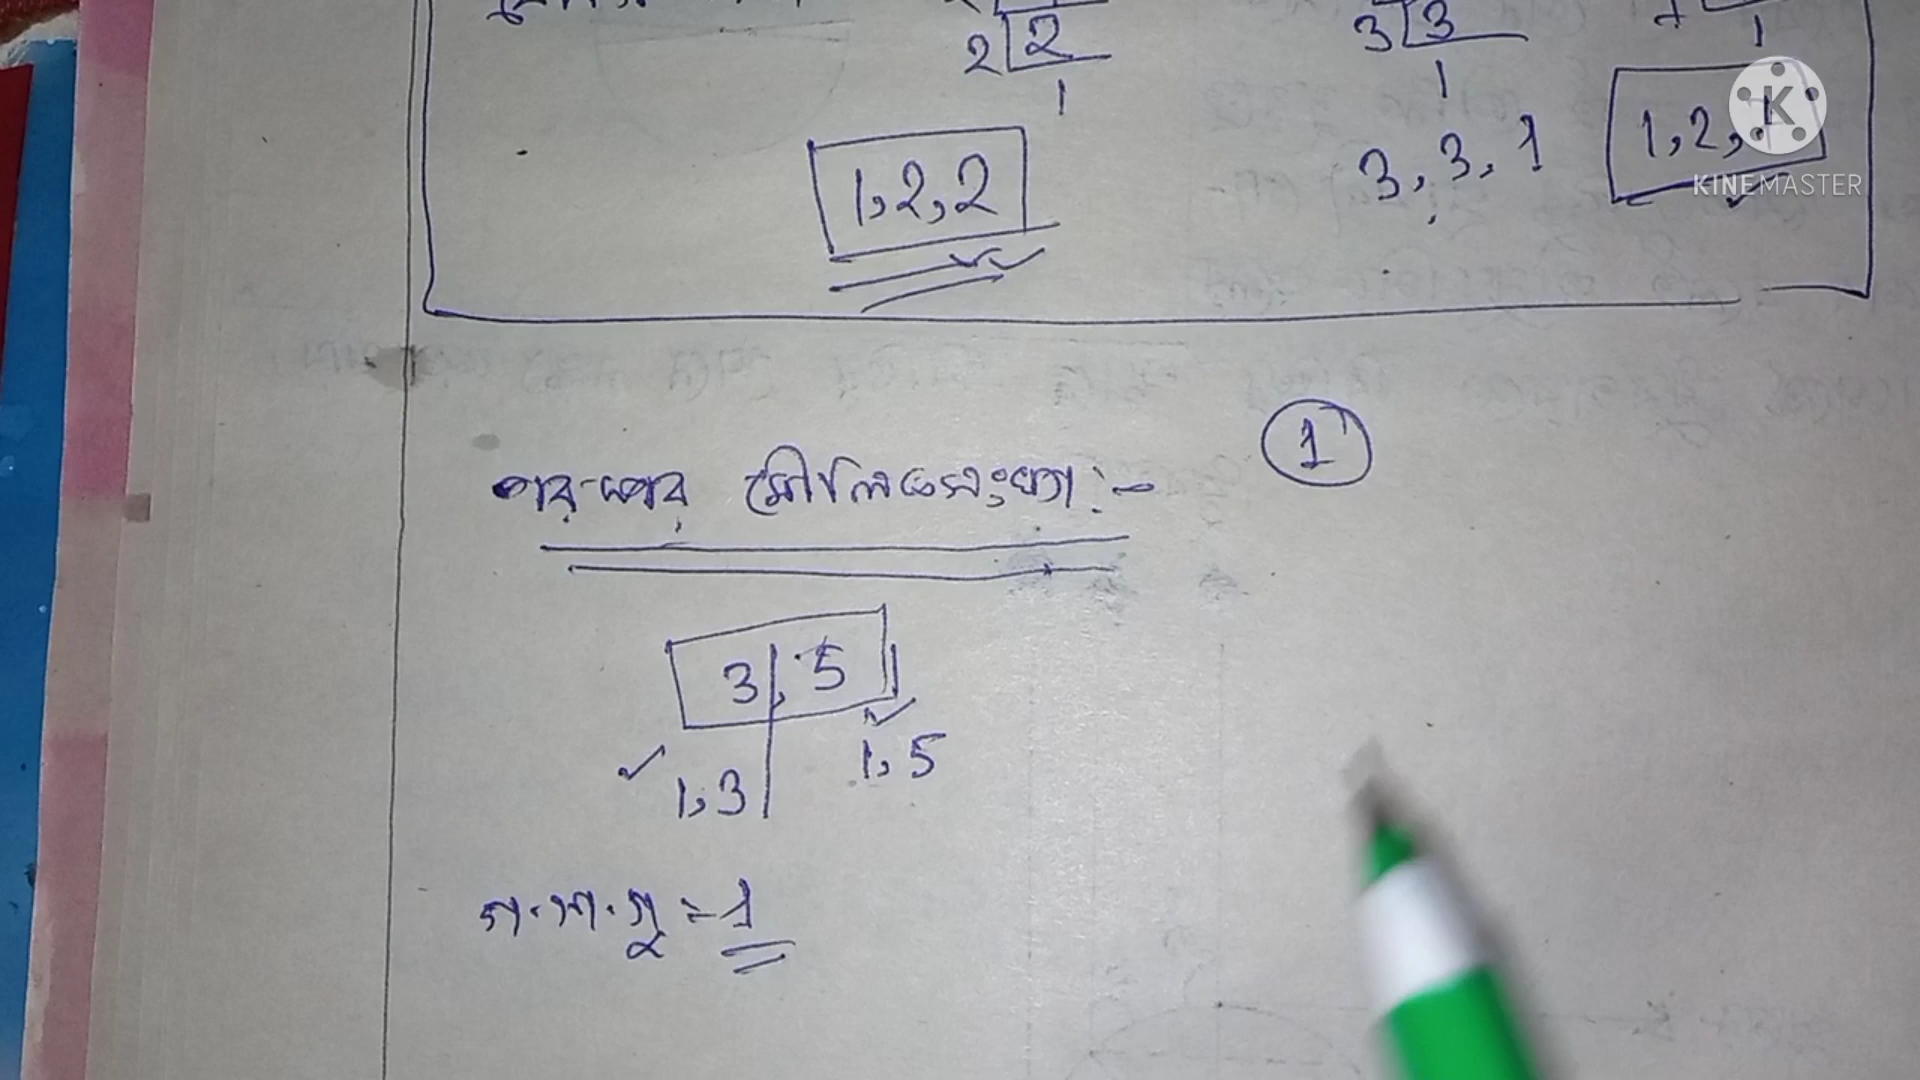 2 2 3 3
1 1 1
1,2,2 3, 3, 1 1,2,
K
KINEMASTER
পরস্পর মৌলিক সংখ্যা :- 1
3, 5
1,3 1,5
গ.সা.গু = 1